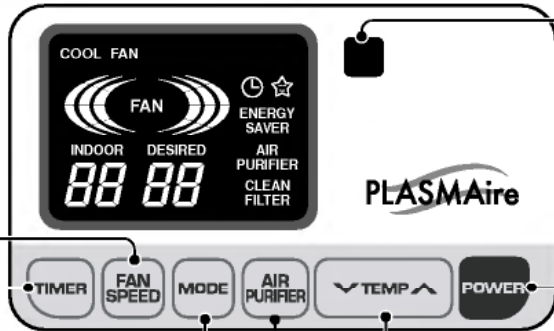 COOL FAN
FAN
ENERGY
SAVER
INDOOR DESIRED
88 88
AIR
PURIFIER
CLEAN
FILTER
PLASMAire
TIMER
FAN
SPEED
MODE
AIR
PURIFIER
TEMP
POWER